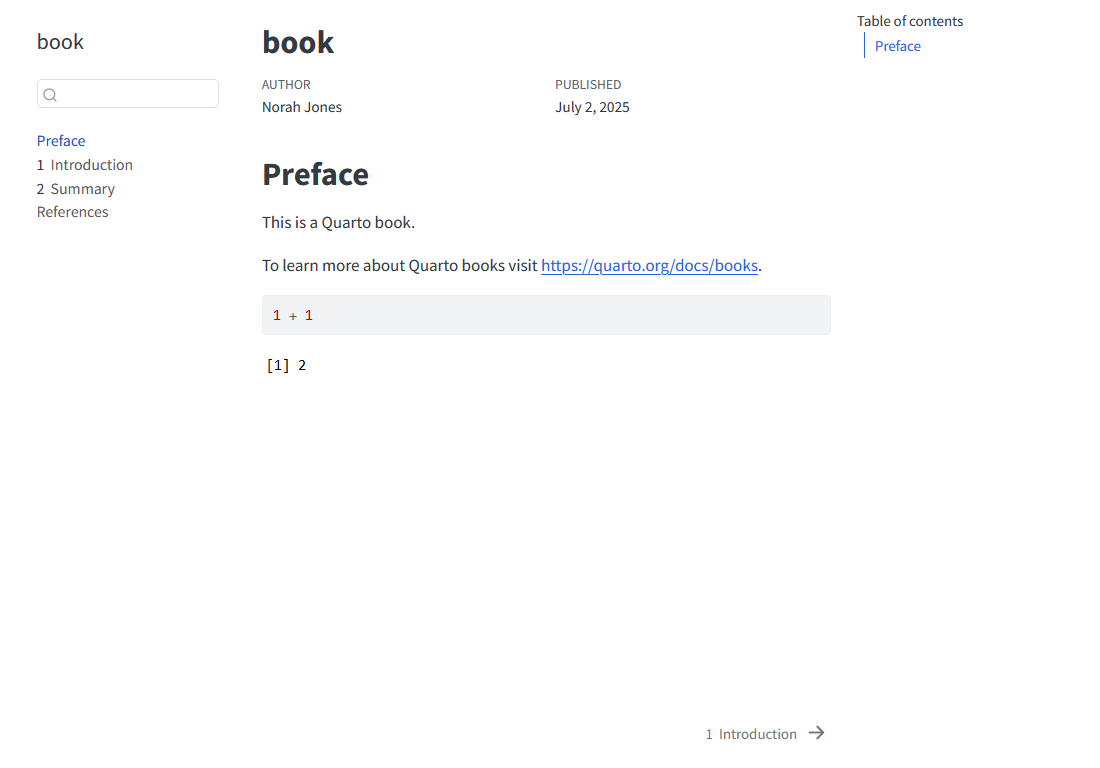 book
Preface
1 Introduction
2 Summary
References
book
AUTHOR
Norah Jones
PUBLISHED
July 2, 2025
Preface
This is a Quarto book.
To learn more about Quarto books visit https://quarto.org/docs/books.
1 + 1
[1] 2
1 Introduction
Table of contents
Preface